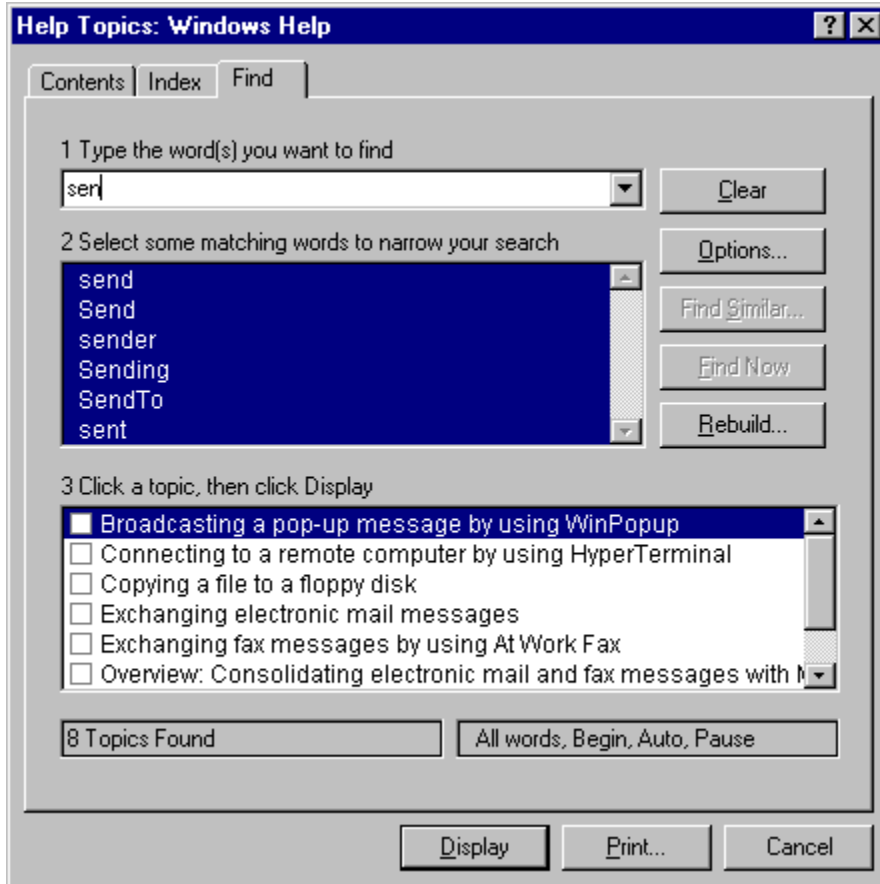 Help Topics: Windows Help
Contents Index Find
1 Type the word(s) you want to find
sen
Clear
2 Select some matching words to narrow your search
Options...
send
Send
Find Similar...
sender
Sending
Find Now
SendTo
sent
Rebuild...
3 Click a topic, then click Display
Broadcasting a pop-up message by using WinPopup
Connecting to a remote computer by using HyperTerminal
Copying a file to a floppy disk
Exchanging electronic mail messages
Exchanging fax messages by using At Work Fax
Overview: Consolidating electronic mail and fax messages with
8 Topics Found
All words, Begin, Auto, Pause
Display Print... Cancel